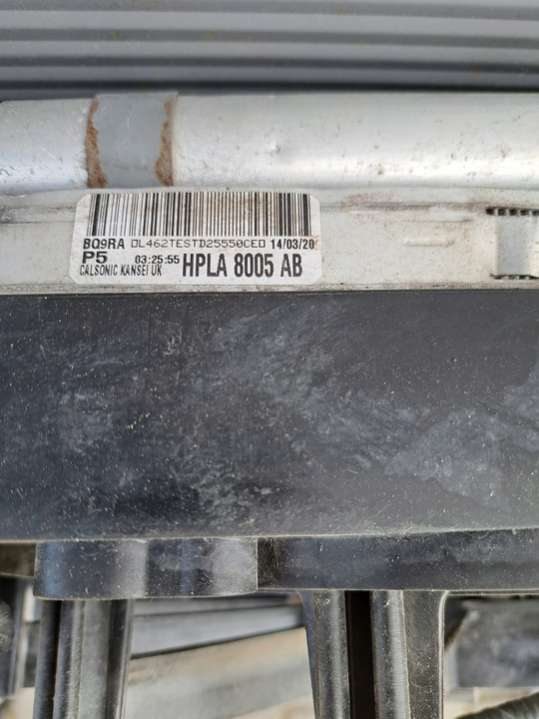 BQ9RA DL462TESTD25550CED 14/03/20
P5 03:25:55 HPLA 8005 AB
CALSONIC KANSEI UK